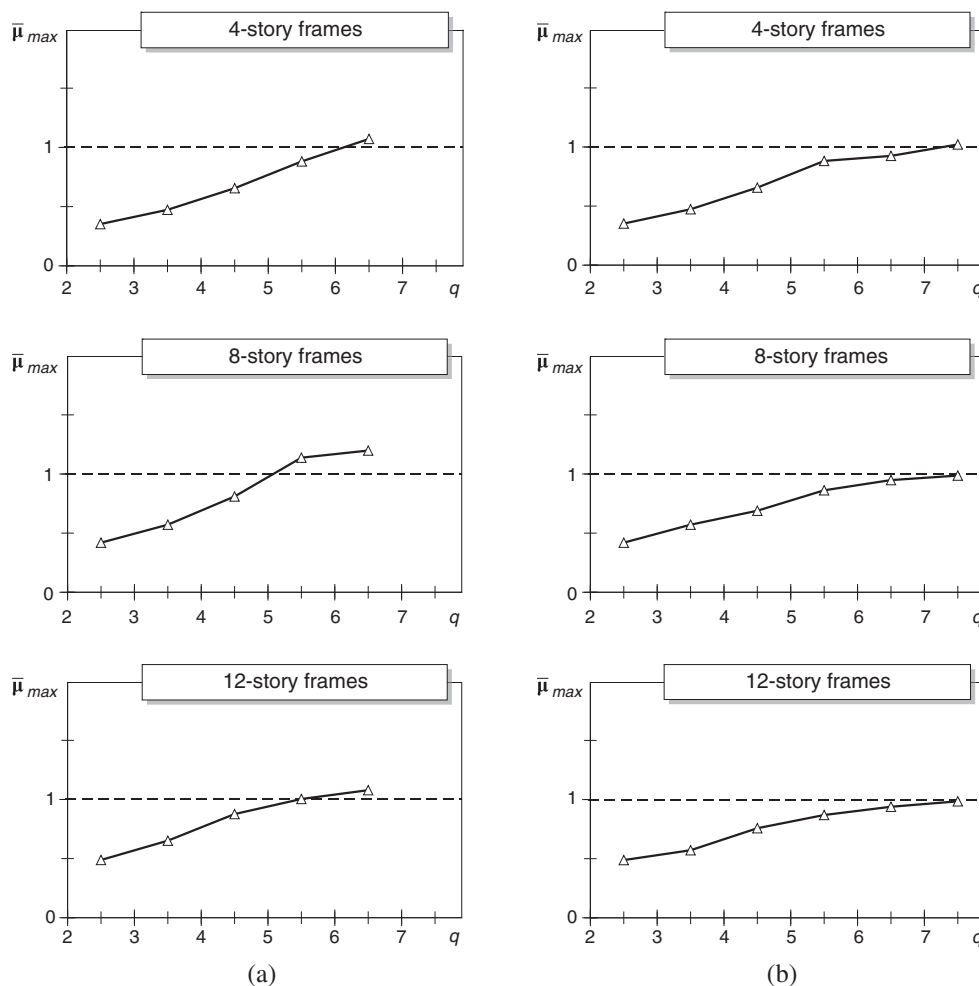 μ̄ max
4-story frames
1
0
2 3 4 5 6 7 q
μ̄ max
4-story frames
1
0
2 3 4 5 6 7 q
μ̄ max
8-story frames
1
0
2 3 4 5 6 7 q
μ̄ max
8-story frames
1
0
2 3 4 5 6 7 q
μ̄ max
12-story frames
1
0
2 3 4 5 6 7 q
μ̄ max
12-story frames
1
0
2 3 4 5 6 7 q
(a)
(b)